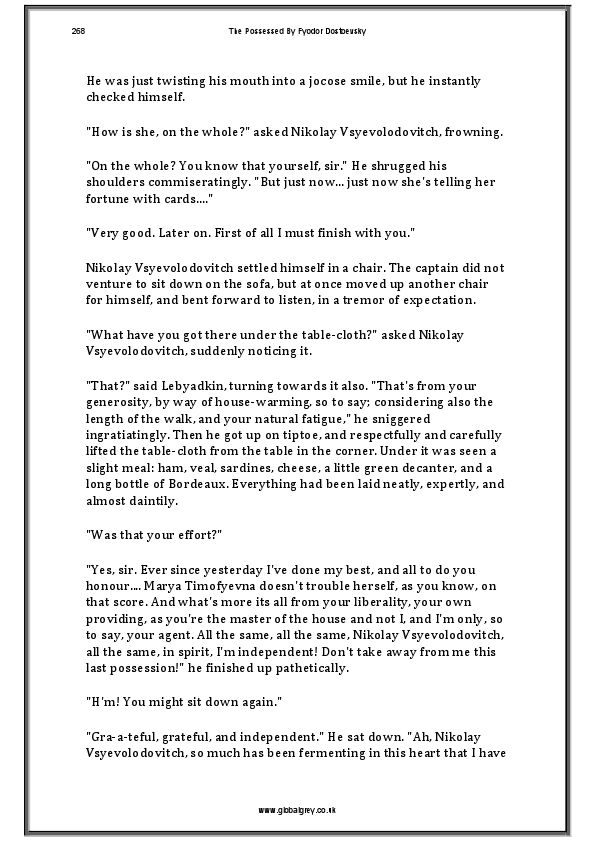 268
The Possessed By Fyodor Dostoevsky
He was just twisting his mouth into a jocose smile, but he instantly
checked himself.
"How is she, on the whole?" asked Nikolay Vsyevolodovitch, frowning.
"On the whole? You know that yourself, sir." He shrugged his
shoulders commiseratingly. "But just now... just now she's telling her
fortune with cards...."
"Very good. Later on. First of all I must finish with you."
Nikolay Vsyevolodovitch settled himself in a chair. The captain did not
venture to sit down on the sofa, but at once moved up another chair
for himself, and bent forward to listen, in a tremor of expectation.
"What have you got there under the table-cloth?" asked Nikolay
Vsyevolodovitch, suddenly noticing it.
"That?" said Lebyadkin, turning towards it also. "That's from your
generosity, by way of house-warming, so to say; considering also the
length of the walk, and your natural fatigue," he sniggered
ingratiatingly. Then he got up on tiptoe, and respectfully and carefully
lifted the table-cloth from the table in the corner. Under it was seen a
slight meal: ham, veal, sardines, cheese, a little green decanter, and a
long bottle of Bordeaux. Everything had been laid neatly, expertly, and
almost daintily.
"Was that your effort?"
"Yes, sir. Ever since yesterday I've done my best, and all to do you
honour.... Marya Timofyevna doesn't trouble herself, as you know, on
that score. And what's more its all from your liberality, your own
providing, as you're the master of the house and not I, and I'm only, so
to say, your agent. All the same, all the same, Nikolay Vsyevolodovitch,
all the same, in spirit, I'm independent! Don't take away from me this
last possession!" he finished up pathetically.
"H'm! You might sit down again."
"Gra-a-teful, grateful, and independent." He sat down. "Ah, Nikolay
Vsyevolodovitch, so much has been fermenting in this heart that I have
www.globalgrey.co.uk